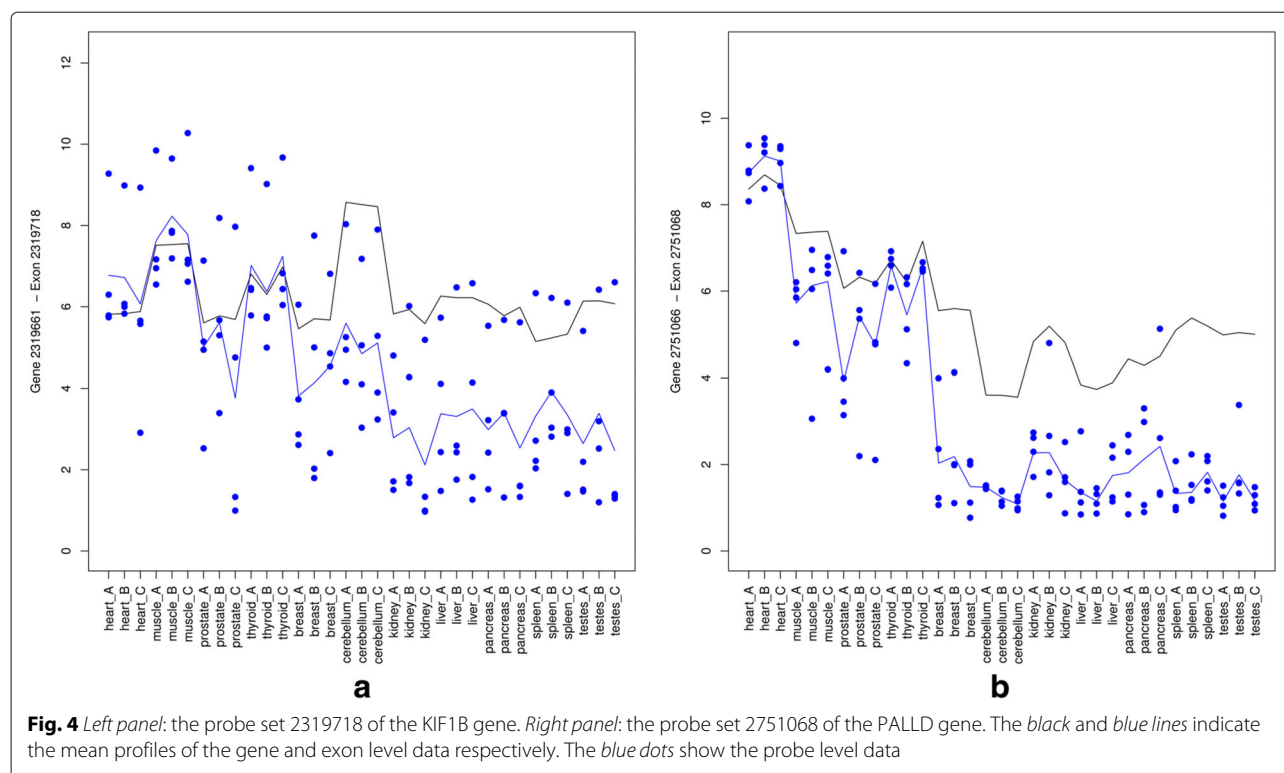 Gene 2319661 – Exon 2319718
12
10
8
6
4
2
0
heart_A
heart_B
heart_C
muscle_A
muscle_B
muscle_C
prostate_A
prostate_B
prostate_C
thyroid_A
thyroid_B
thyroid_C
breast_A
breast_B
breast_C
cerebellum_A
cerebellum_B
cerebellum_C
kidney_A
kidney_B
kidney_C
liver_A
liver_B
liver_C
pancreas_A
pancreas_B
pancreas_C
spleen_A
spleen_B
spleen_C
testes_A
testes_B
testes_C
a
Gene 2751066 – Exon 2751068
10
8
6
4
2
0
heart_A
heart_B
heart_C
muscle_A
muscle_B
muscle_C
prostate_A
prostate_B
prostate_C
thyroid_A
thyroid_B
thyroid_C
breast_A
breast_B
breast_C
cerebellum_A
cerebellum_B
cerebellum_C
kidney_A
kidney_B
kidney_C
liver_A
liver_B
liver_C
pancreas_A
pancreas_B
pancreas_C
spleen_A
spleen_B
spleen_C
testes_A
testes_B
testes_C
b
Fig. 4 Left panel: the probe set 2319718 of the KIF1B gene. Right panel: the probe set 2751068 of the PALLD gene. The black and blue lines indicate
the mean profiles of the gene and exon level data respectively. The blue dots show the probe level data